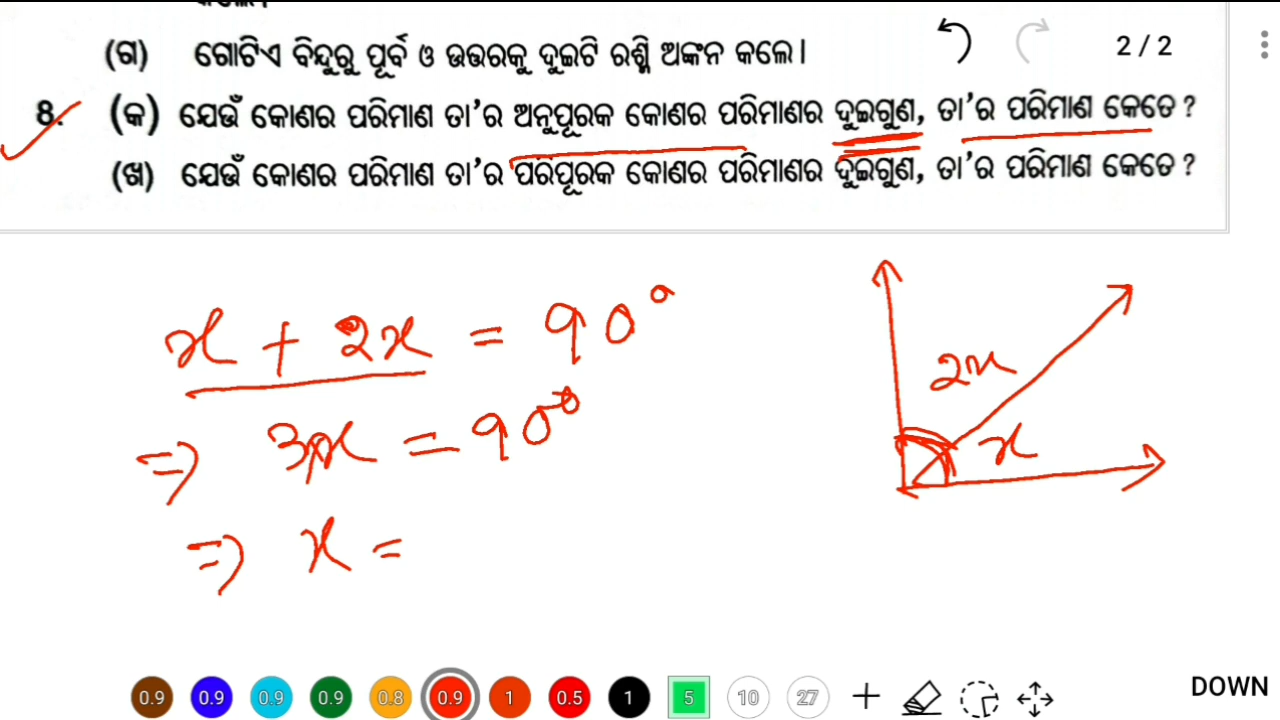 (ଗ) ଗୋଟିଏ ବିନ୍ଦୁରୁ ପୂର୍ବ ଓ ଉତ୍ତରକୁ ଦୁଇଟି ରଶ୍ମି ଅଙ୍କନ କଲେ।
2 / 2
8. (କ) ଯେଉଁ କୋଣର ପରିମାଣ ତା'ର ଅନୁପୂରକ କୋଣର ପରିମାଣର ଦୁଇଗୁଣ, ତା'ର ପରିମାଣ କେତେ ?
(ଖ) ଯେଉଁ କୋଣର ପରିମାଣ ତା'ର ପରିପୂରକ କୋଣର ପରିମାଣର ଦୁଇଗୁଣ, ତା'ର ପରିମାଣ କେତେ ?
x + 2x = 90°
⇒ 3x = 90°
⇒ x =
2x
x
0.9 0.9 0.9 0.9 0.8 0.9 1 0.5 1 5 10 27
DOWN